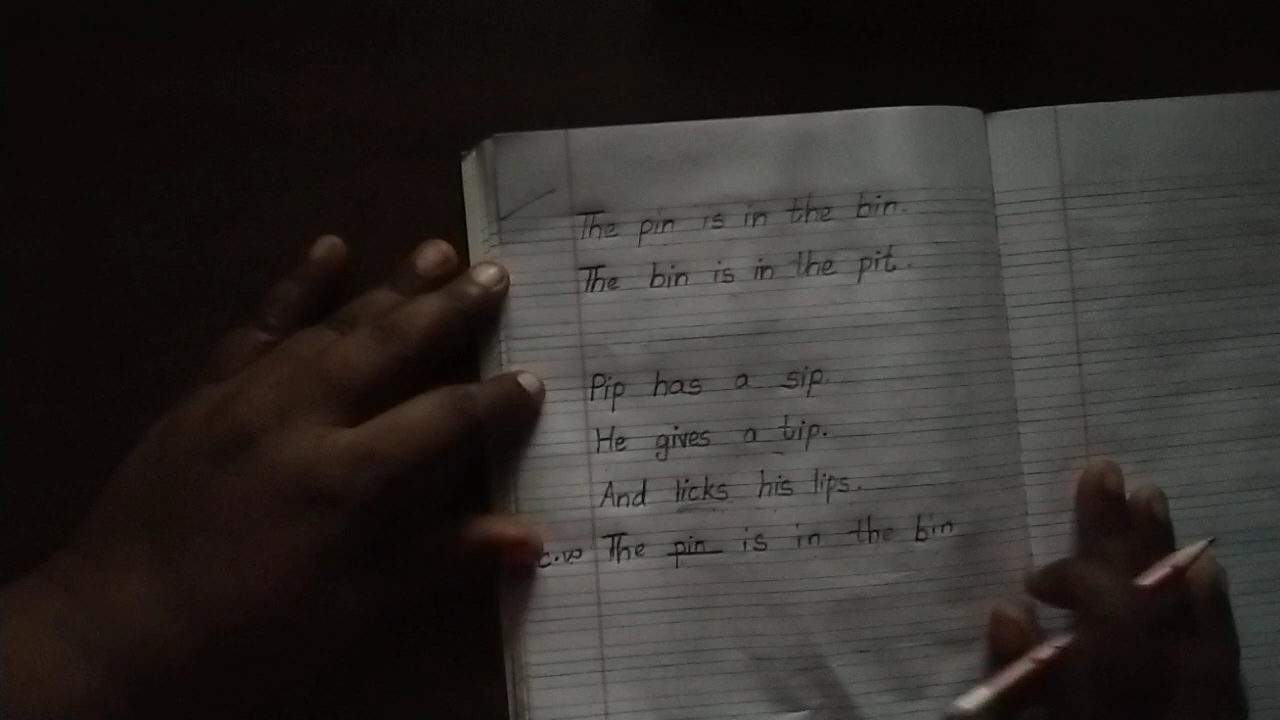 The pin is in the bin.
The bin is in the pit.
Pip has a sip.
He gives a tip.
And licks his lips.
c.w The pin is in the bin